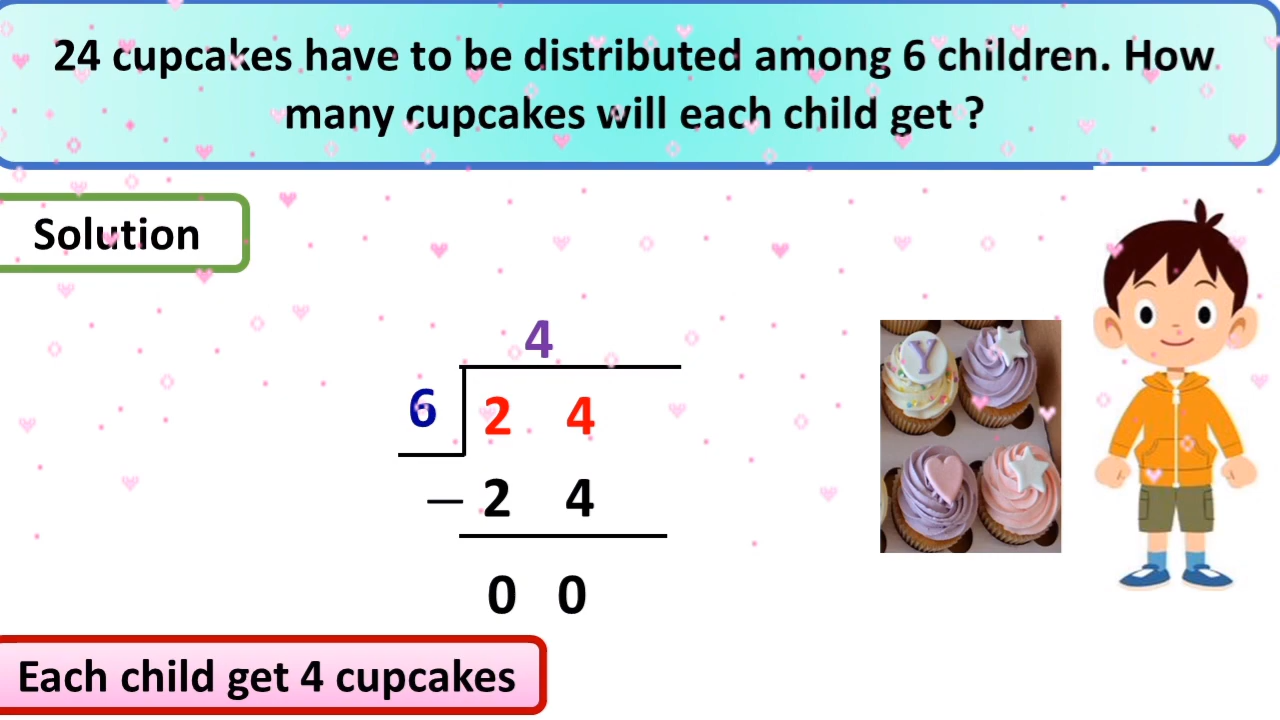 24 cupcakes have to be distributed among 6 children. How
many cupcakes will each child get ?
Solution
4
6 2 4
– 2 4
0 0
Y
Each child get 4 cupcakes